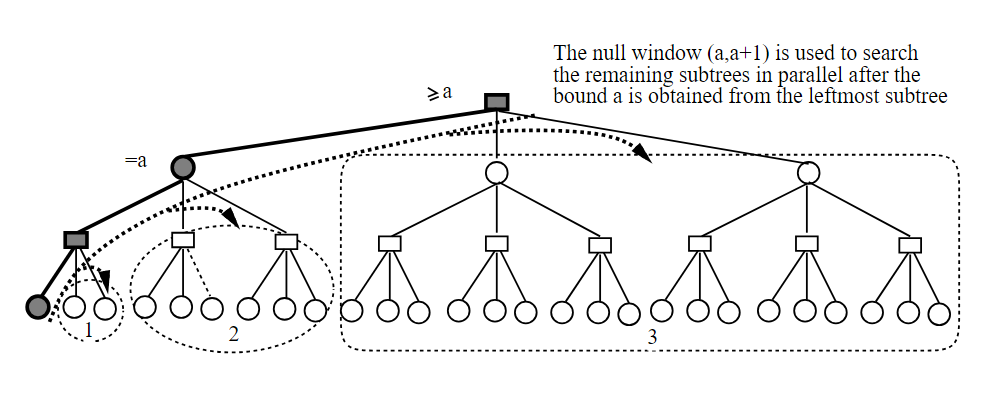 The null window (a,a+1) is used to search
the remaining subtrees in parallel after the
bound a is obtained from the leftmost subtree
⩾a
=a
1
2
3